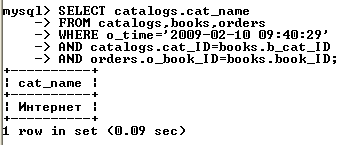 mysql> SELECT catalogs.cat_name
    -> FROM catalogs,books,orders
    -> WHERE o_time='2009-02-10 09:40:29'
    -> AND catalogs.cat_ID=books.b_cat_ID
    -> AND orders.o_book_ID=books.book_ID;
+----------+
¦ cat_name ¦
+----------+
¦ Интернет ¦
+----------+
1 row in set (0.09 sec)